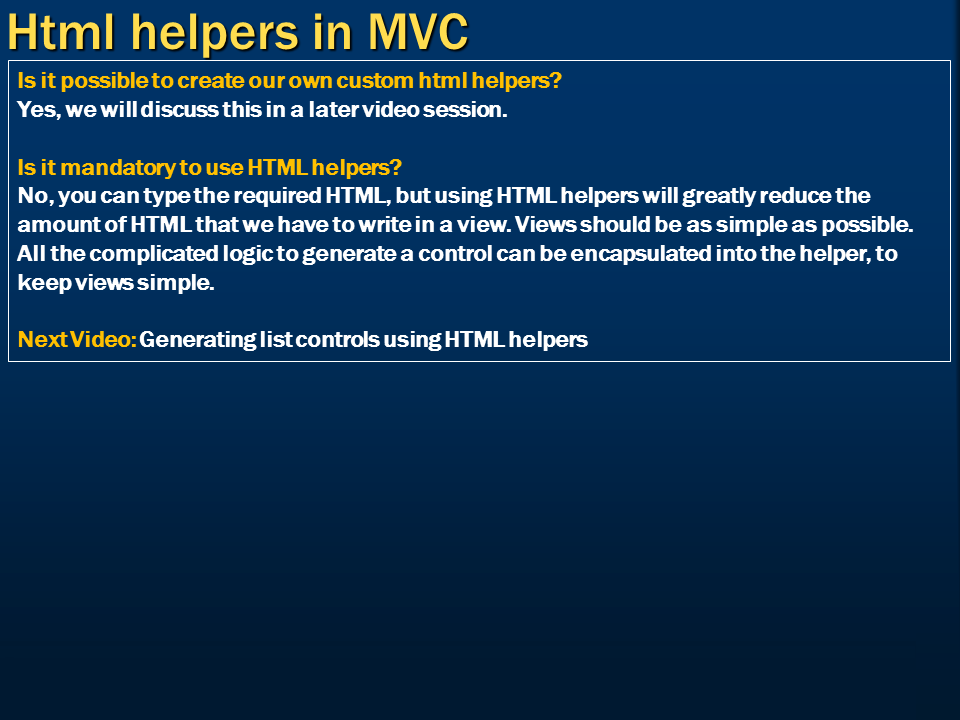 Html helpers in MVC
Is it possible to create our own custom html helpers?
Yes, we will discuss this in a later video session.
Is it mandatory to use HTML helpers?
No, you can type the required HTML, but using HTML helpers will greatly reduce the
amount of HTML that we have to write in a view. Views should be as simple as possible.
All the complicated logic to generate a control can be encapsulated into the helper, to
keep views simple.
Next Video: Generating list controls using HTML helpers